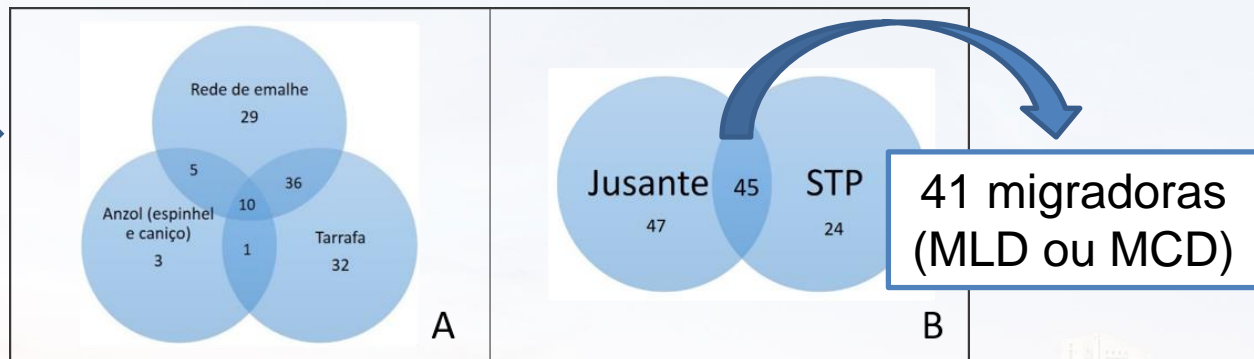 Rede de emalhe
29
5
36
10
Anzol (espinhel
e caniço)
3
1
Tarrafa
32
A
Jusante
47
45
STP
24
B
41 migradoras
(MLD ou MCD)